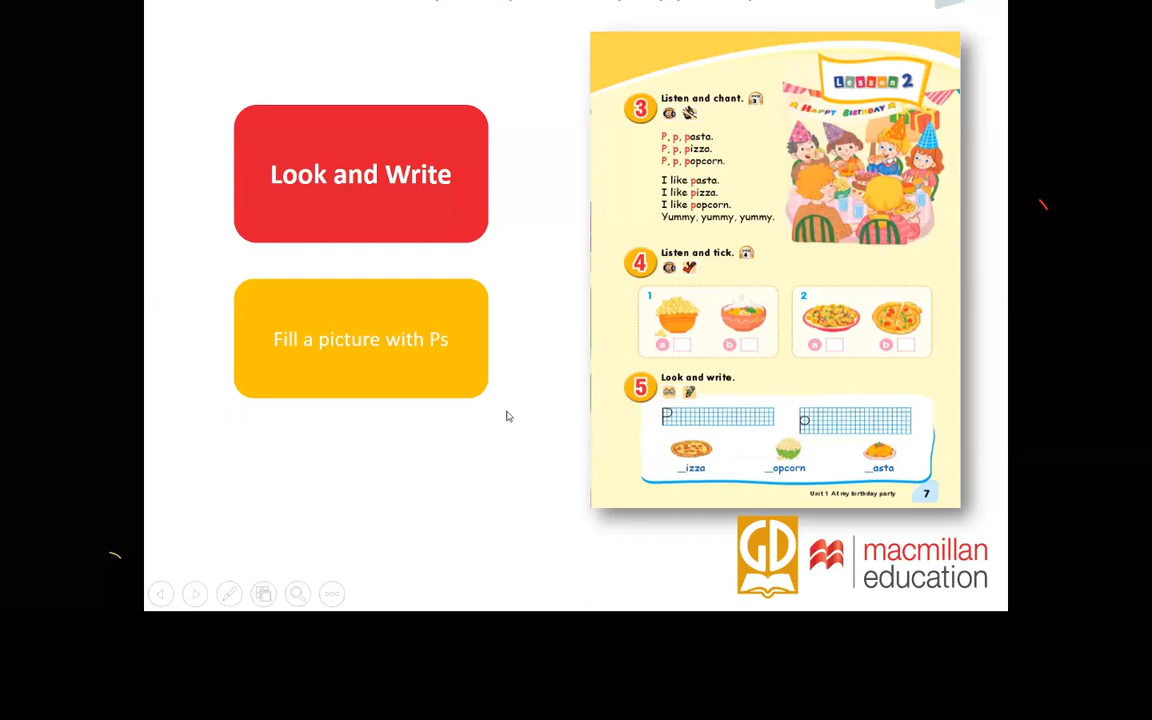 Look and Write
Fill a picture with Ps
Lesson 2
HAPPY BIRTHDAY
3 Listen and chant.
P, p, pasta.
P, p, pizza.
P, p, popcorn.
I like pasta.
I like pizza.
I like popcorn.
Yummy, yummy, yummy.
4 Listen and tick.
1
a
b
2
a
b
5 Look and write.
P
p
_izza
_opcorn
_asta
Unit 1 At my birthday party 7
GD
macmillan
education